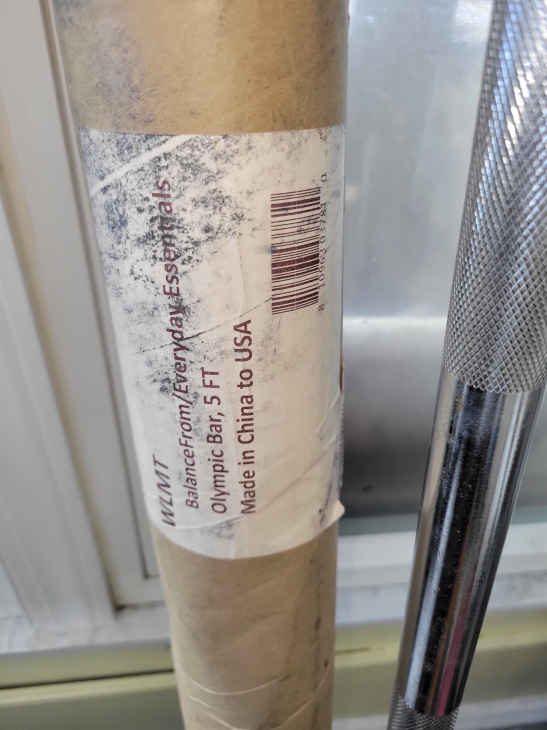 WLMT
BalanceFrom/Everyday Essentials
Olympic Bar, 5 FT
Made in China to USA